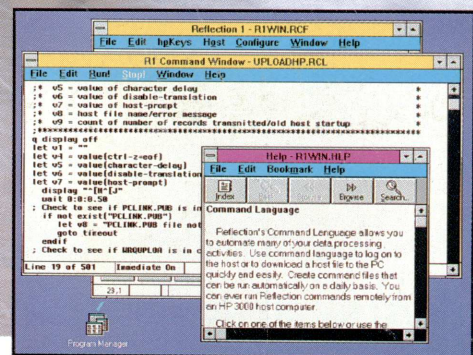 Reflection 1 - R1WIN.RCF
File Edit hpKeys Host Configure Window Help
R1 Command Window - UPLOADHP.RCL
File Edit Run! Stop! Window Help
;* v5 = value of character delay *
;* v6 = value of disable-translation *
;* v7 = value of host-prompt *
;* v8 = host file name/error message *
;* v9 = count of number of records transmitted/old host startup *
q display off
let v1 = ""
let v4 = value(ctrl-z-eof)
let v5 = value(character-delay)
let v6 = value(disable-translation
let v7 = value(host-prompt)
display "^[H^[J"
wait 0:0:0.50
; Check to see if PCLINK.PUB is in
if not exist("PCLINK.PUB")
let v8 = "PCLINK.PUB file not
goto timeout
endif
; Check to see if WRQUPLOA is in C
Line 19 of 501 Immediate On
29,1
Program Manager
Help - R1WIN.HLP
File Edit Bookmark Help
Index
Browse
Search...
Command Language
Reflection's Command Language allows you
to automate many of your data processing
activities. Use command language to log on to
the host or to download a host file to the PC
quickly and easily. Create command files that
can be run automatically on a daily basis. You
can even run Reflection commands remotely from
an HP 3000 host computer.
Click on one of the items below or use the